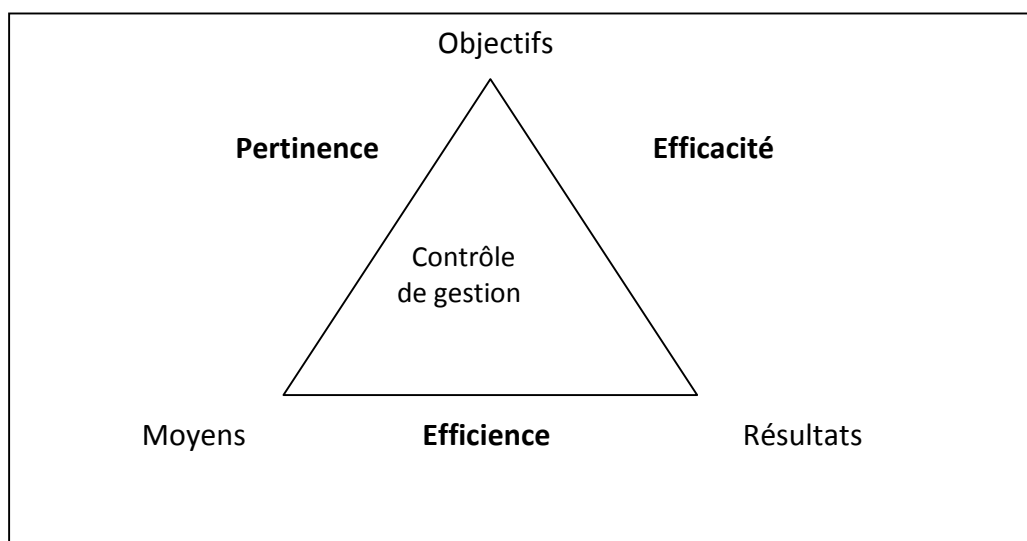 Objectifs
Pertinence
Efficacité
Contrôle
de gestion
Moyens
Efficience
Résultats